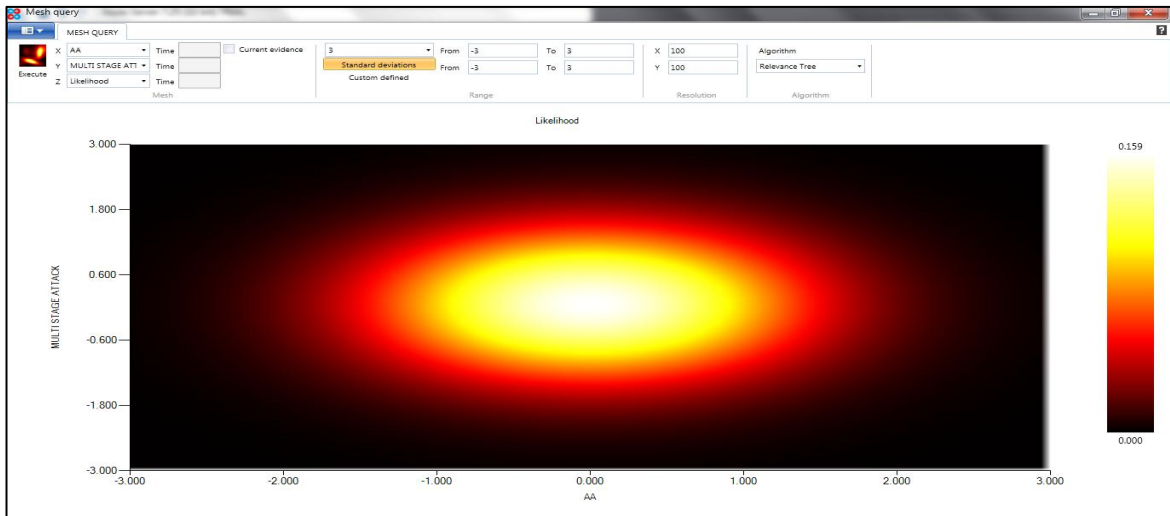 Mesh query
MESH QUERY
X AA Time Current evidence 3 From -3 To 3 X 100 Algorithm
Y MULTI STAGE ATT Time Standard deviations From -3 To 3 Y 100 Relevance Tree
Execute Z Likelihood Time Custom defined
Mesh Range Resolution Algorithm
Likelihood
3.000
0.159
1.800
0.600
MULTI STAGE ATTACK
-0.600
-1.800
0.000
-3.000
-3.000 -2.000 -1.000 0.000 1.000 2.000 3.000
AA